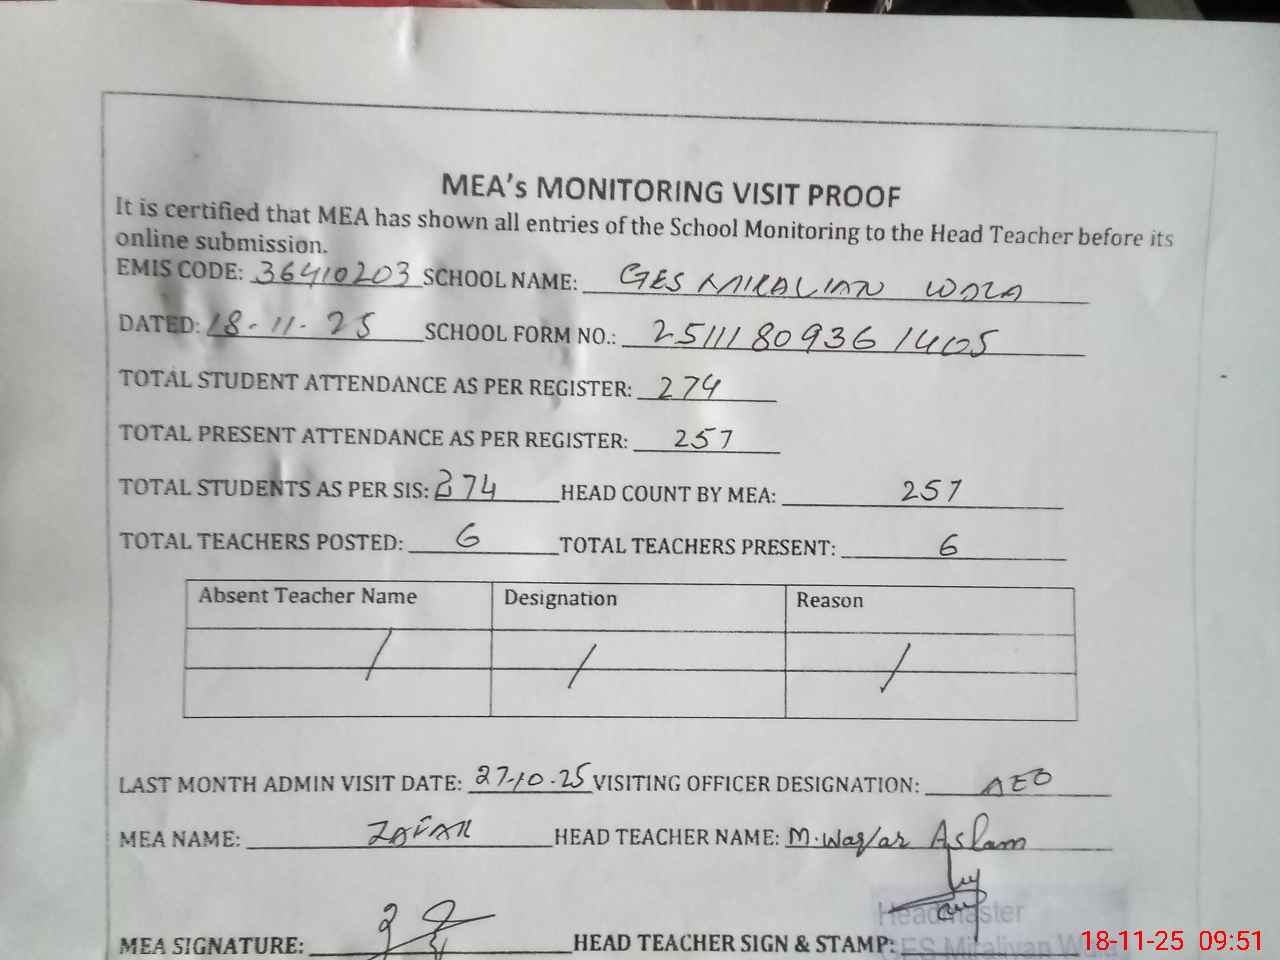 MEA's MONITORING VISIT PROOF
It is certified that MEA has shown all entries of the School Monitoring to the Head Teacher before its
online submission.
EMIS CODE: 36410203 SCHOOL NAME: GES MIRALIAN WALA
DATED: 18-11-25 SCHOOL FORM NO.: 25111809361405
TOTAL STUDENT ATTENDANCE AS PER REGISTER: 274
TOTAL PRESENT ATTENDANCE AS PER REGISTER: 257
TOTAL STUDENTS AS PER SIS: 274 HEAD COUNT BY MEA: 257
TOTAL TEACHERS POSTED: 6 TOTAL TEACHERS PRESENT: 6
Absent Teacher Name Designation Reason
/ / /
LAST MONTH ADMIN VISIT DATE: 27-10-25 VISITING OFFICER DESIGNATION: AEO
MEA NAME: ZAFAR HEAD TEACHER NAME: M.Waqar Aslam
Headmaster
MEA SIGNATURE: HEAD TEACHER SIGN & STAMP: GES Miralivan Wala
18-11-25 09:51